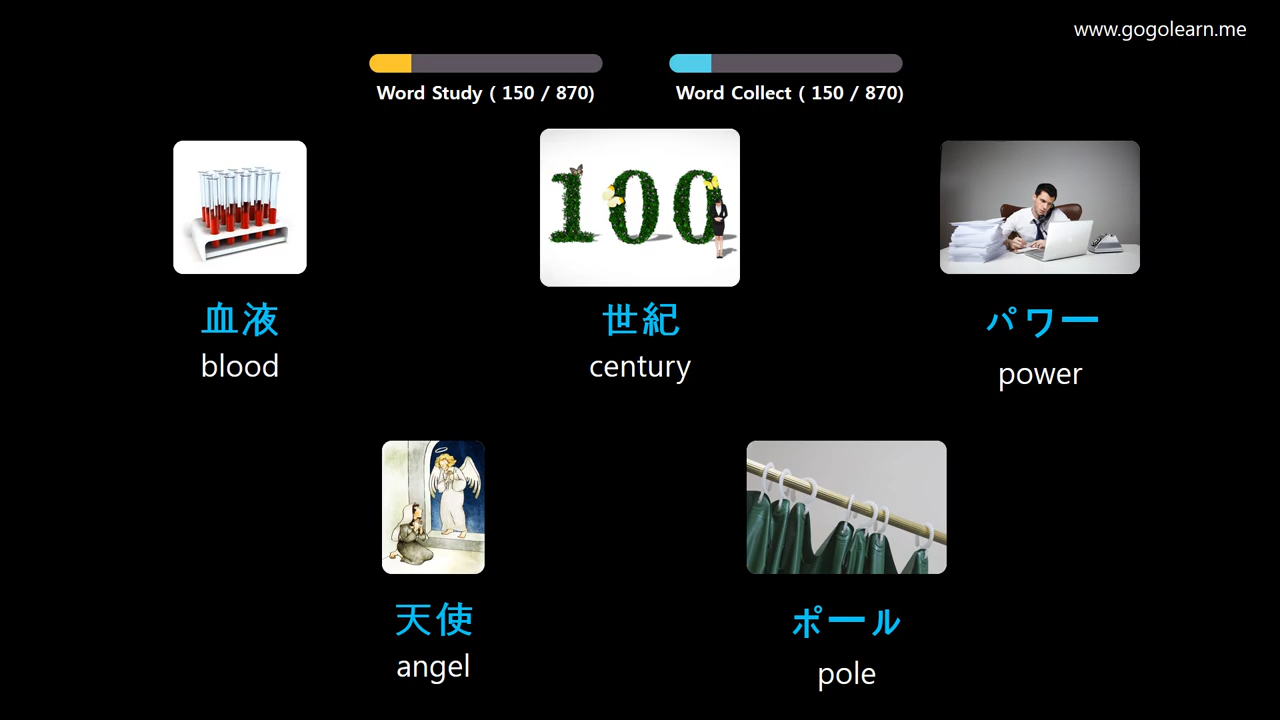 www.gogolearn.me
Word Study ( 150 / 870)
Word Collect ( 150 / 870)
100
血液
blood
世紀
century
パワー
power
天使
angel
ポール
pole